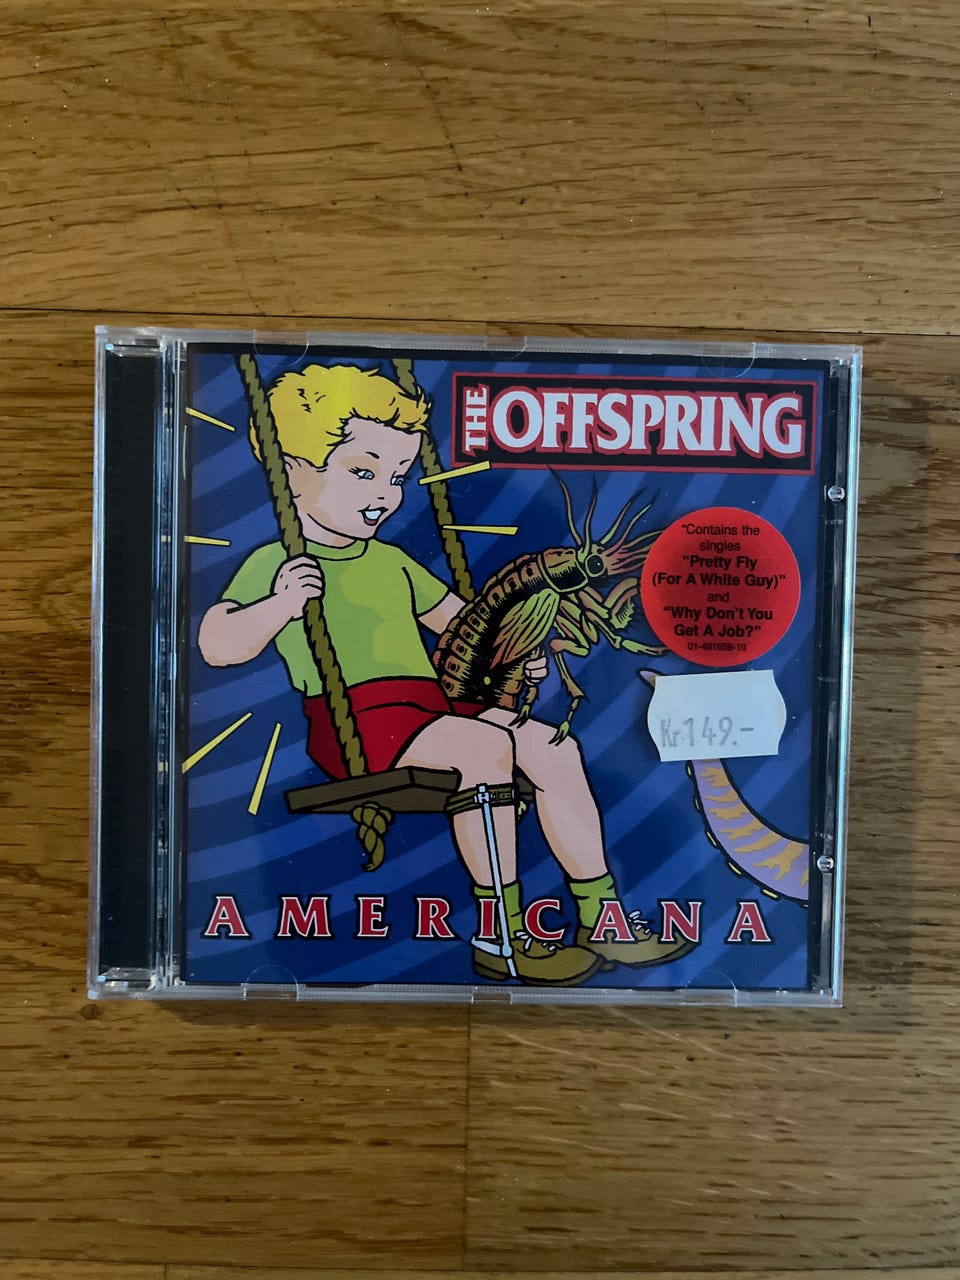 THE OFFSPRING
"Contains the
singles
"Pretty Fly
(For A White Guy)"
and
"Why Don't You
Get A Job?"
01-491656-10
Kr.149.-
AMERICANA